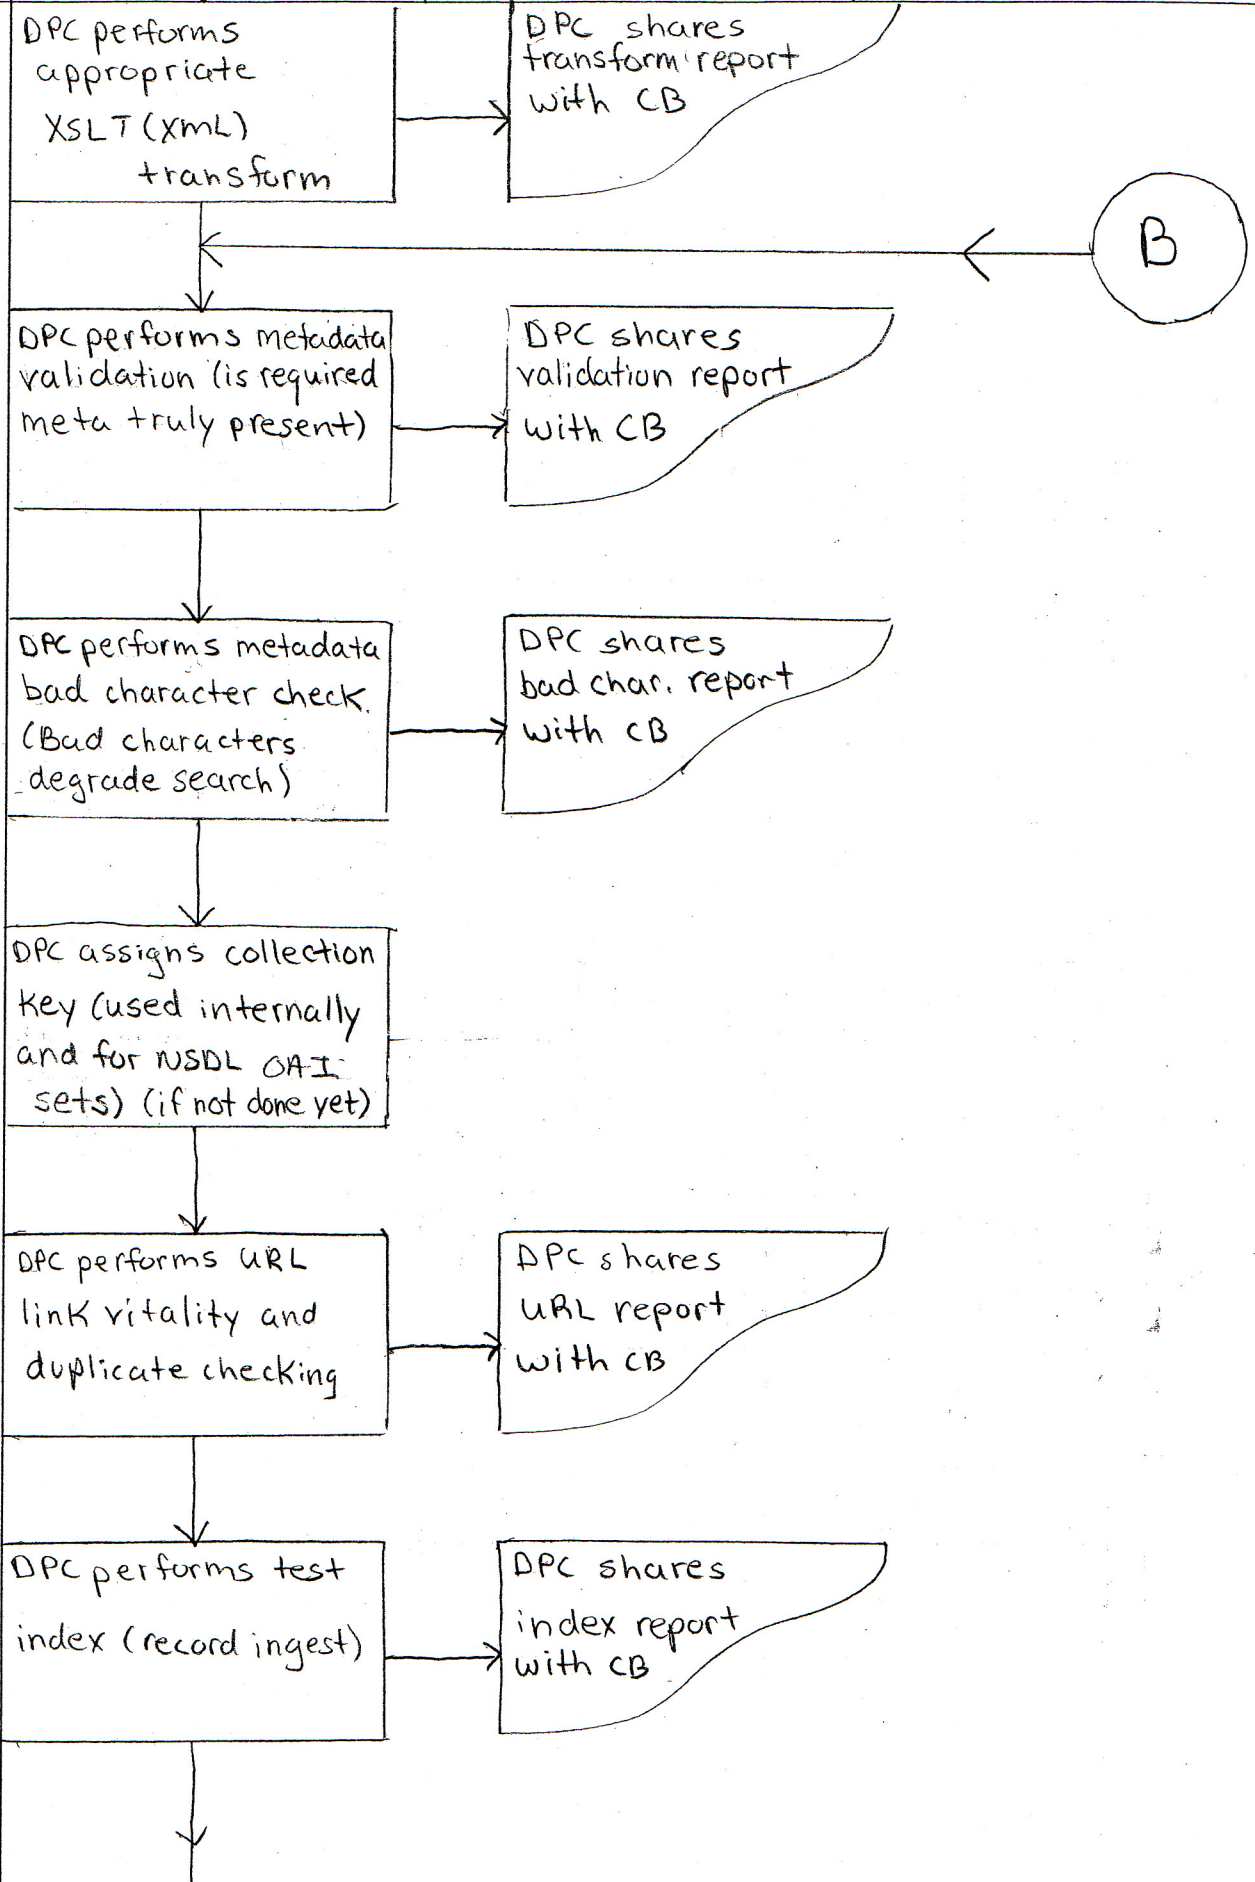 DPC performs
appropriate
XSLT (XmL)
transform
DPC shares
transform report
with CB
B
DPC performs metadata
validation (is required
meta truly present)
DPC shares
validation report
with CB
DPC performs metadata
bad character check.
(Bad characters
degrade search)
DPC shares
bad char. report
with CB
DPC assigns collection
key (used internally
and for NSDL OAI
sets) (if not done yet)
DPC performs URL
link vitality and
duplicate checking
DPC shares
URL report
with CB
DPC performs test
index (record ingest)
DPC shares
index report
with CB